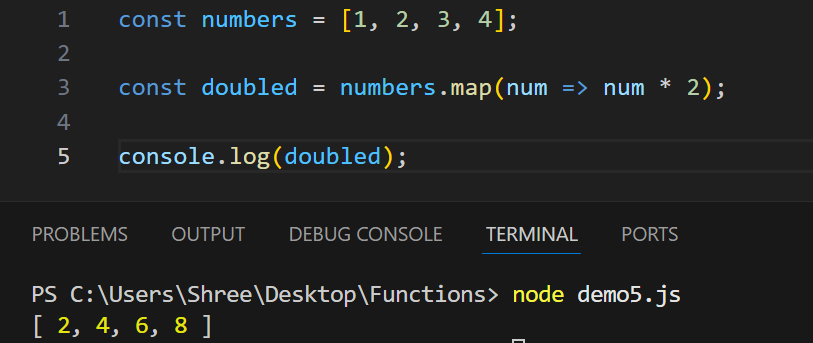 1 const numbers = [1, 2, 3, 4];
2
3 const doubled = numbers.map(num => num * 2);
4
5 console.log(doubled);
PROBLEMS OUTPUT DEBUG CONSOLE TERMINAL PORTS
PS C:\Users\Shree\Desktop\Functions> node demo5.js
[ 2, 4, 6, 8 ]